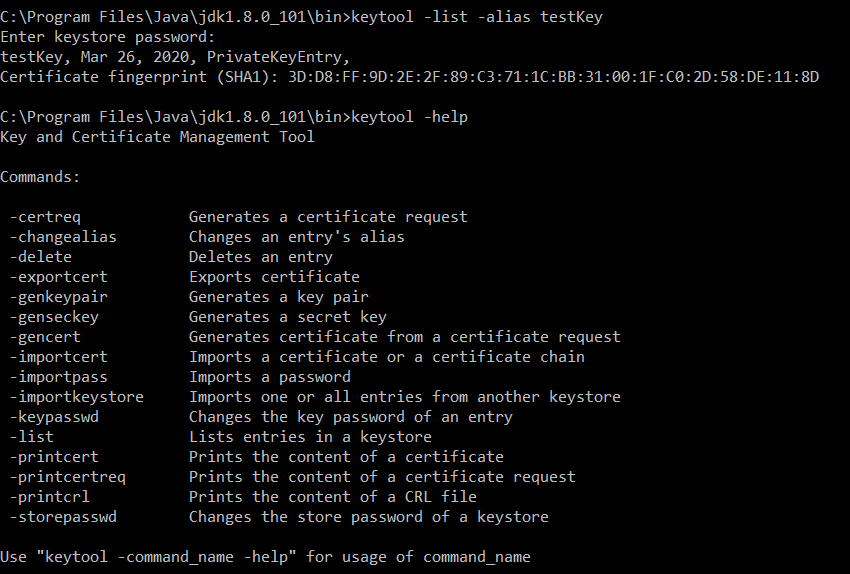 C:\Program Files\Java\jdk1.8.0_101\bin>keytool -list -alias testKey
Enter keystore password:
testKey, Mar 26, 2020, PrivateKeyEntry,
Certificate fingerprint (SHA1): 3D:D8:FF:9D:2E:2F:89:C3:71:1C:BB:31:00:1F:C0:2D:58:DE:11:8D
C:\Program Files\Java\jdk1.8.0_101\bin>keytool -help
Key and Certificate Management Tool
Commands:
-certreq Generates a certificate request
-changealias Changes an entry's alias
-delete Deletes an entry
-exportcert Exports certificate
-genkeypair Generates a key pair
-genseckey Generates a secret key
-gencert Generates certificate from a certificate request
-importcert Imports a certificate or a certificate chain
-importpass Imports a password
-importkeystore Imports one or all entries from another keystore
-keypasswd Changes the key password of an entry
-list Lists entries in a keystore
-printcert Prints the content of a certificate
-printcertreq Prints the content of a certificate request
-printcrl Prints the content of a CRL file
-storepasswd Changes the store password of a keystore
Use "keytool -command_name -help" for usage of command_name